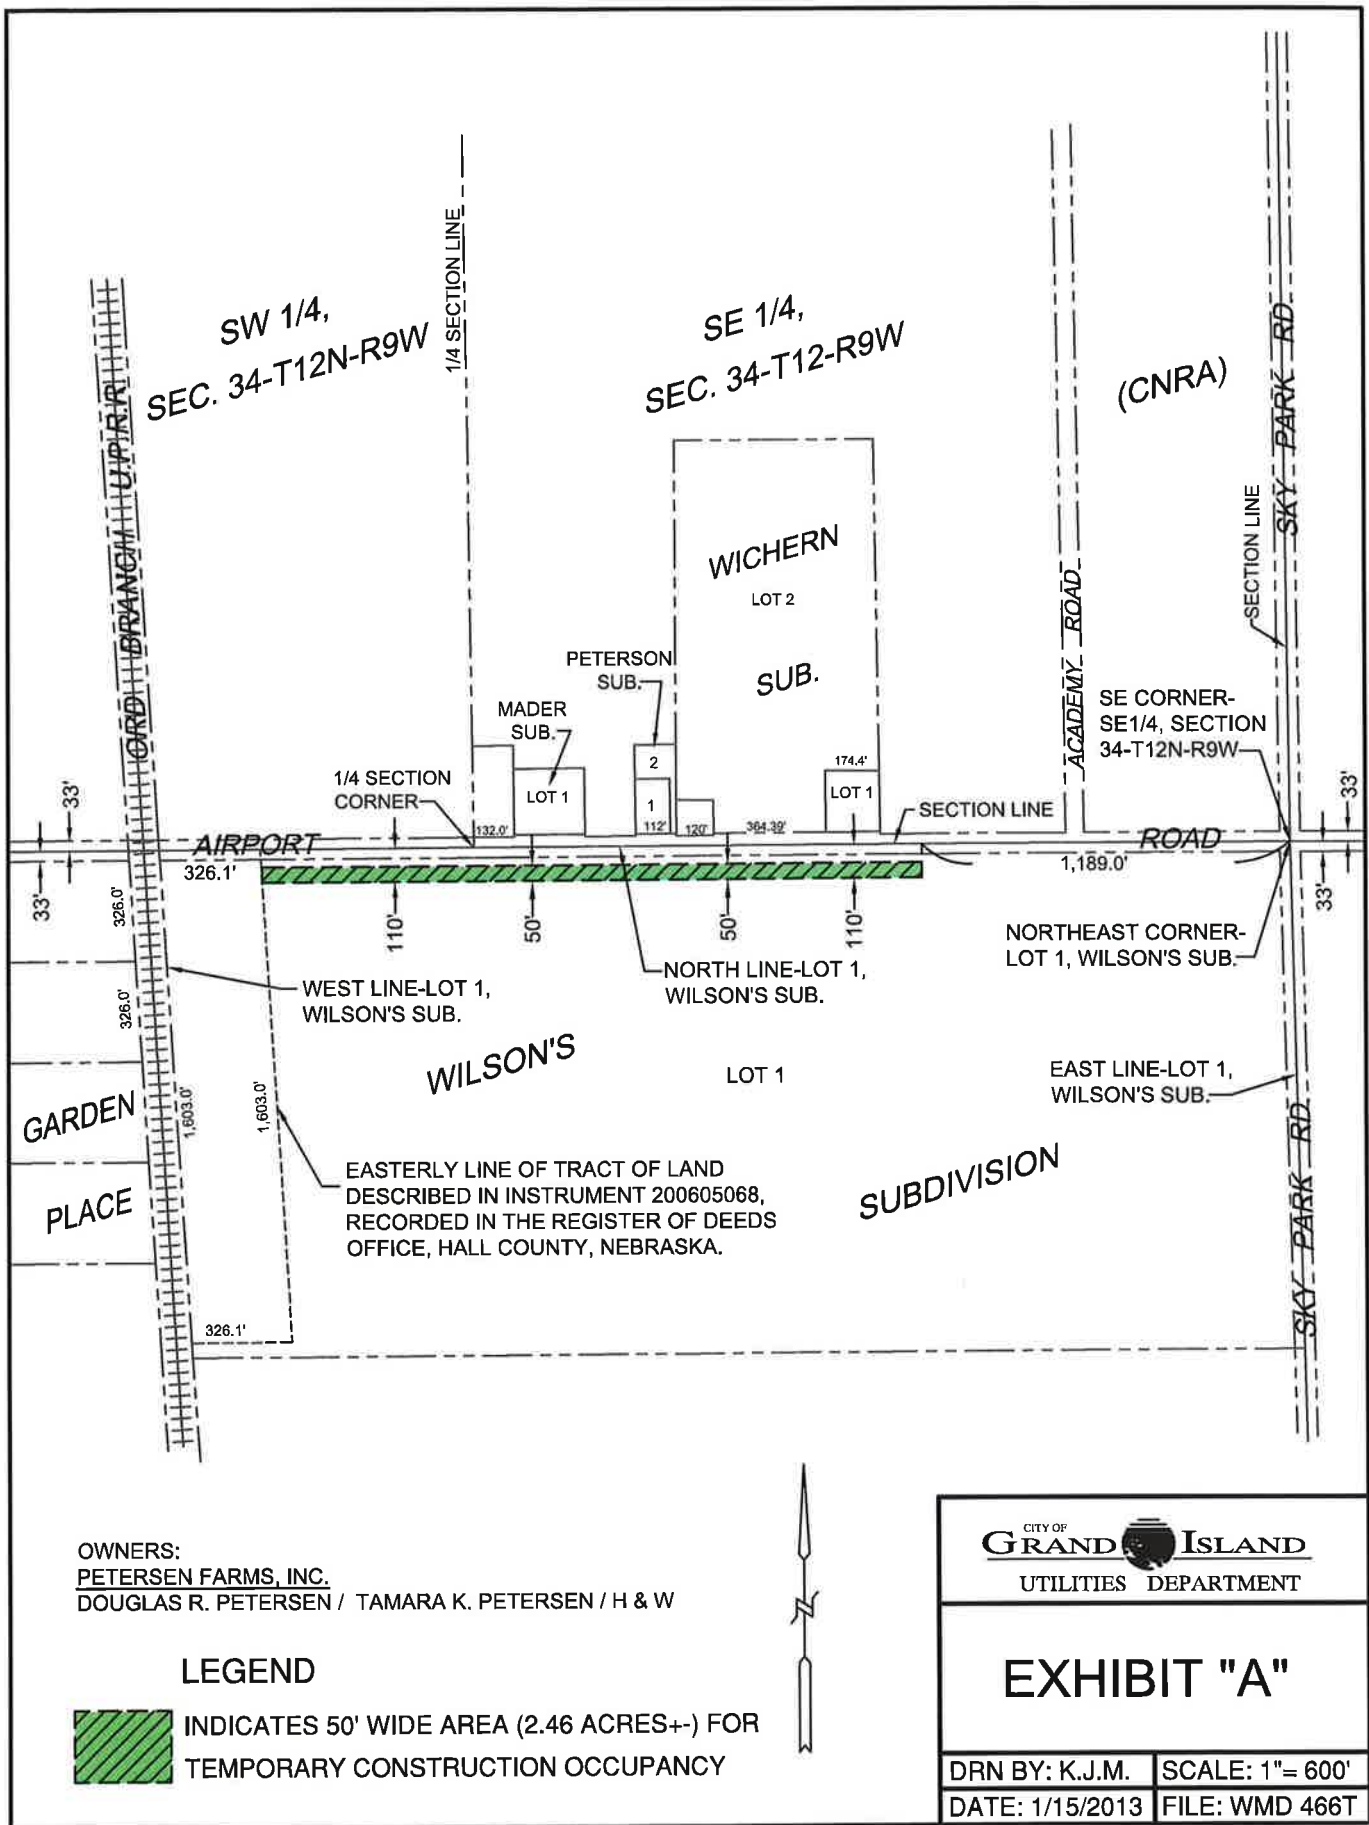 SW 1/4,
SEC. 34-T12N-R9W
1/4 SECTION LINE
SE 1/4,
SEC. 34-T12-R9W
(CNRA)
SKY PARK RD.
ORD BRANCH U.P.R.R.
WICHERN
LOT 2
SUB.
SECTION LINE
ACADEMY ROAD
PETERSON
SUB.
MADER
SUB.
SE CORNER-
SE1/4, SECTION
34-T12N-R9W
1/4 SECTION
CORNER
LOT 1
2
1
174.4'
LOT 1
SECTION LINE
33'
33'
132.0'
112'
120'
364.39'
AIRPORT
ROAD
326.1'
1,189.0'
33'
33'
326.0'
110'
50'
50'
110'
NORTHEAST CORNER-
LOT 1, WILSON'S SUB.
WEST LINE-LOT 1,
WILSON'S SUB.
NORTH LINE-LOT 1,
WILSON'S SUB.
326.0'
WILSON'S
LOT 1
EAST LINE-LOT 1,
WILSON'S SUB.
GARDEN
PLACE
1,603.0'
1,603.0'
EASTERLY LINE OF TRACT OF LAND
DESCRIBED IN INSTRUMENT 200605068,
RECORDED IN THE REGISTER OF DEEDS
OFFICE, HALL COUNTY, NEBRASKA.
SUBDIVISION
SKY PARK RD.
326.1'
OWNERS:
PETERSEN FARMS, INC.
DOUGLAS R. PETERSEN / TAMARA K. PETERSEN / H & W
LEGEND
INDICATES 50' WIDE AREA (2.46 ACRES+-) FOR
TEMPORARY CONSTRUCTION OCCUPANCY
CITY OF
GRAND ISLAND
UTILITIES DEPARTMENT
EXHIBIT "A"
DRN BY: K.J.M.
SCALE: 1"= 600'
DATE: 1/15/2013
FILE: WMD 466T